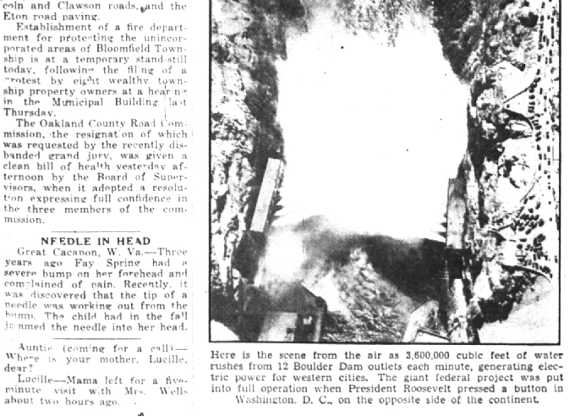 coln and Clawson roads, and the
Eton road paving.
Establishment of a fire depart-
ment for protecting the unincor-
porated areas of Bloomfield Town-
ship is at a temporary stand-still
today, following the filing of a
protest by eight wealthy town-
ship property owners at a hearing
in the Municipal Building last
Thursday.
The Oakland County Road Com-
mission, the resignation of which
was requested by the recently dis-
banded grand jury, was given a
clean bill of health yesterday af-
ternoon by the Board of Super-
visors, when it adopted a resolu-
tion expressing full confidence in
the three members of the com-
mission.
NEEDLE IN HEAD
Great Cacapon, W. Va.—Three
years ago Fay Spring had a
severe bump on her forehead and
complained of pain. Recently, it
was discovered that the tip of a
needle was working out from the
bump. The child had in the fall
jammed the needle into her head.
Auntie (coming for a call)—
Where is your mother, Lucille,
dear?
Lucille—Mama left for a five-
minute visit with Mrs. Wells
about two hours ago.
Here is the scene from the air as 3,600,000 cubic feet of water
rushes from 12 Boulder Dam outlets each minute, generating elec-
tric power for western cities. The giant federal project was put
into full operation when President Roosevelt pressed a button in
Washington, D. C., on the opposite side of the continent.